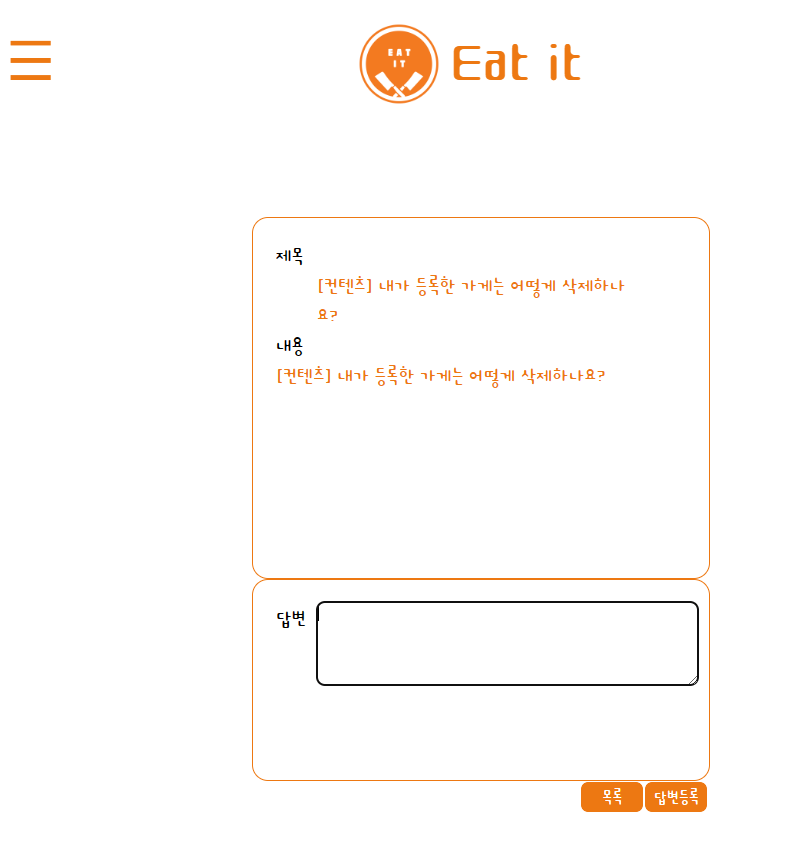 EAT
IT
Eat it
제목
[컨텐츠] 내가 등록한 가게는 어떻게 삭제하나
요?
내용
[컨텐츠] 내가 등록한 가게는 어떻게 삭제하나요?
답변
목록 답변등록